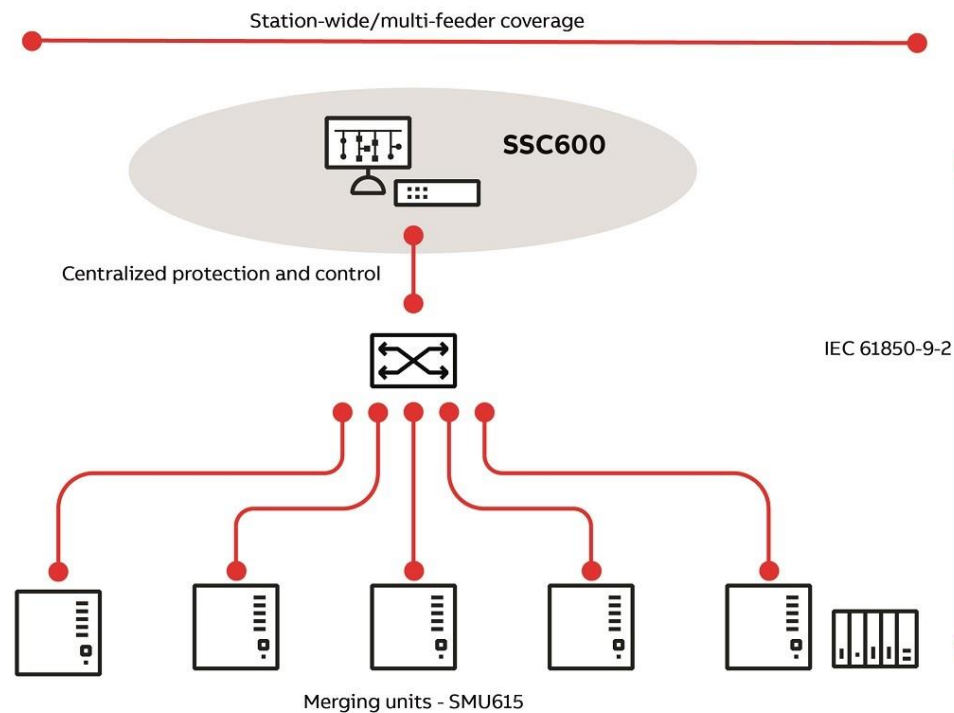 Station-wide/multi-feeder coverage
SSC600
Centralized protection and control
IEC 61850-9-2
Merging units - SMU615